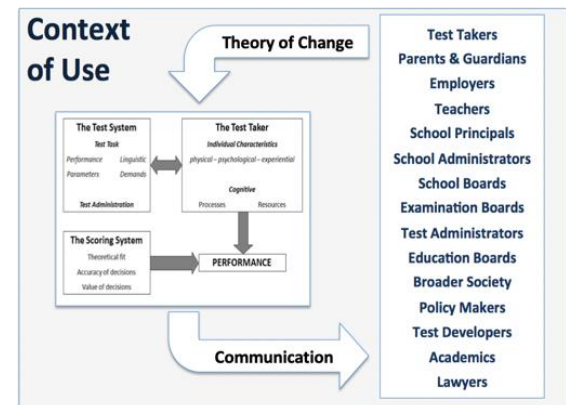 Context
of Use
Theory of Change
The Test System
Test Task
Performance Linguistic
Parameters Demands
Test Administration
The Test Taker
Individual Characteristics
physical – psychological – experiential
Cognitive
Processes Resources
The Scoring System
Theoretical fit
Accuracy of decisions
Value of decisions
PERFORMANCE
Communication
Test Takers
Parents & Guardians
Employers
Teachers
School Principals
School Administrators
School Boards
Examination Boards
Test Administrators
Education Boards
Broader Society
Policy Makers
Test Developers
Academics
Lawyers